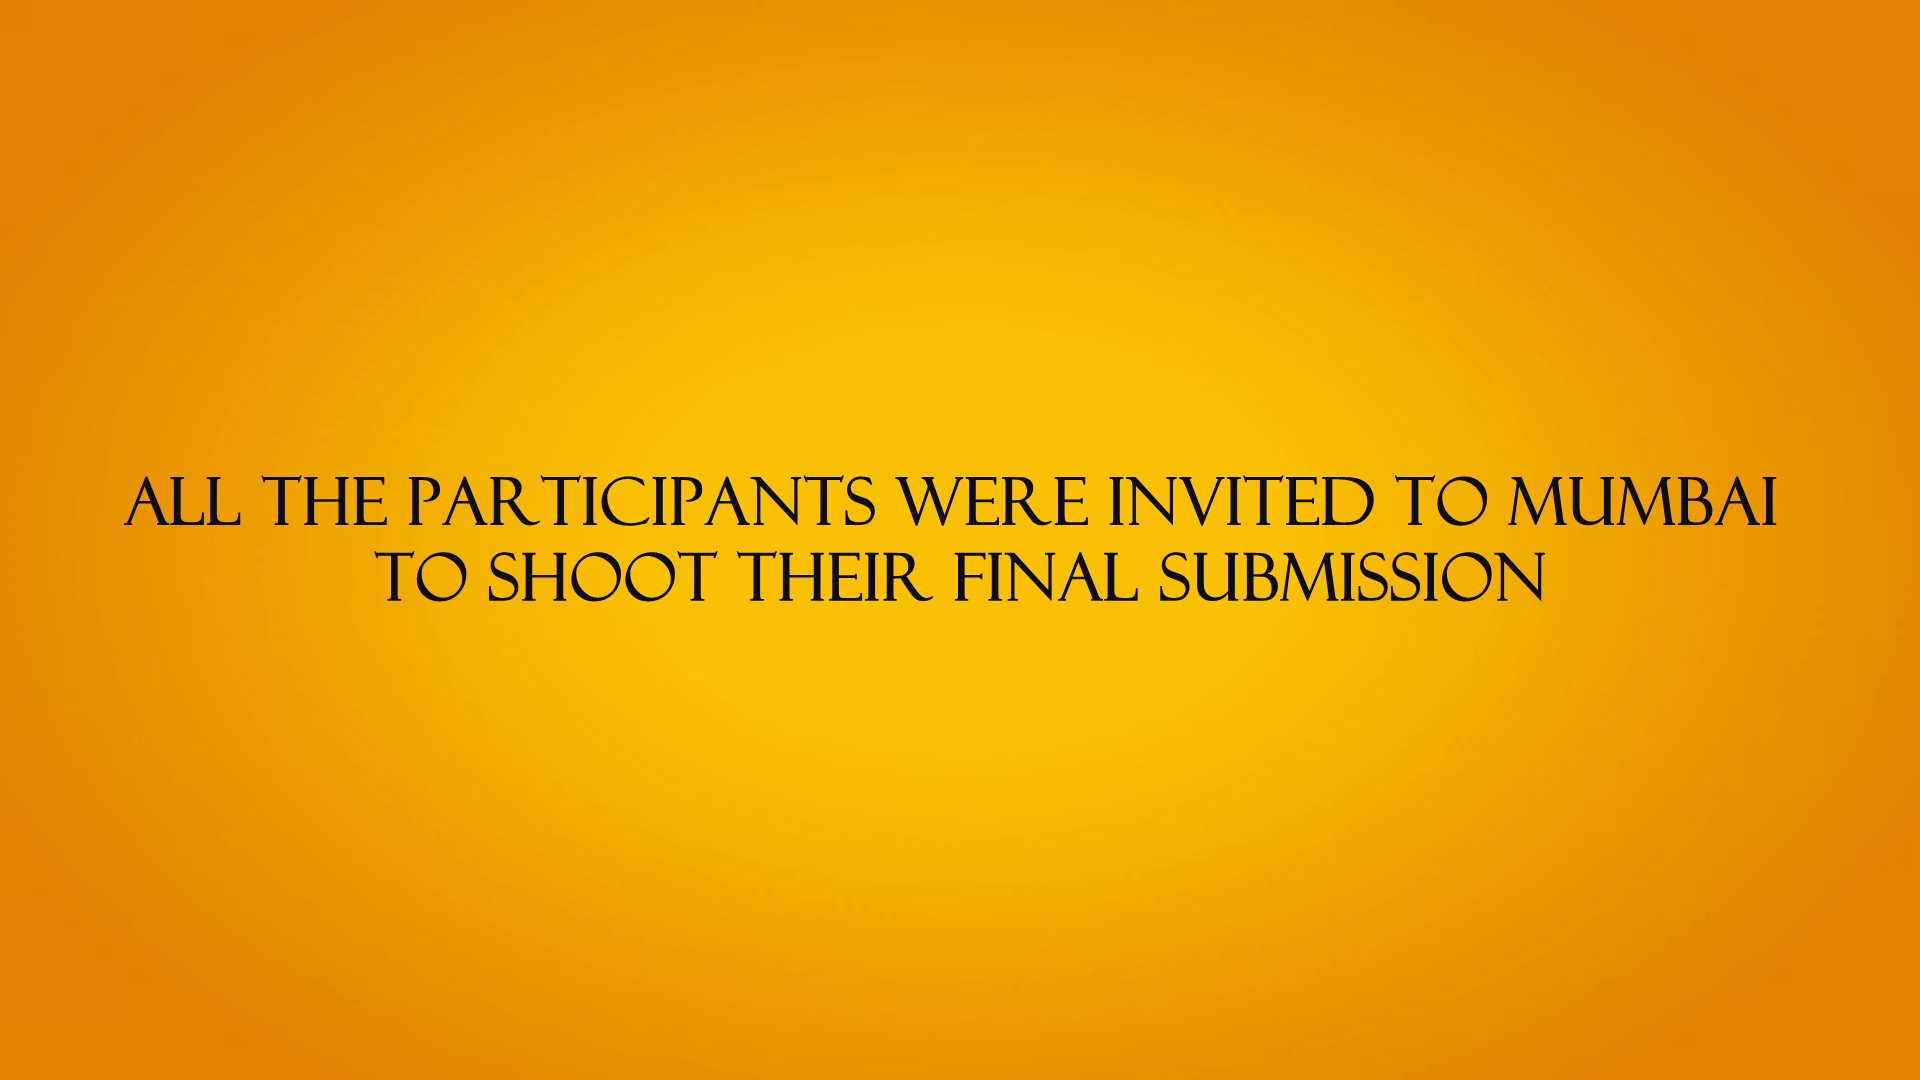 ALL THE PARTICIPANTS WERE INVITED TO MUMBAI
TO SHOOT THEIR FINAL SUBMISSION